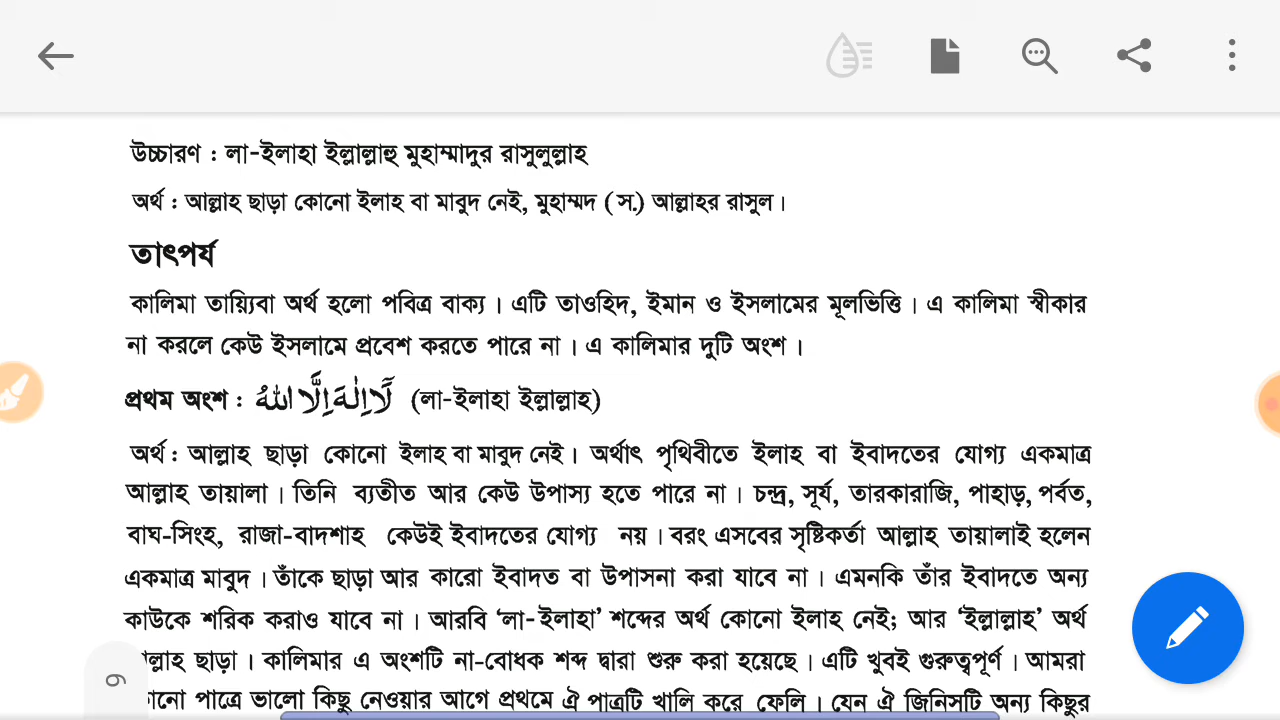 উচ্চারণ : লা-ইলাহা ইল্লাল্লাহু মুহাম্মাদুর রাসুলুল্লাহ
অর্থ : আল্লাহ ছাড়া কোনো ইলাহ বা মাবুদ নেই, মুহাম্মদ (স.) আল্লাহর রাসুল।
তাৎপর্য
কালিমা তায়্যিবা অর্থ হলো পবিত্র বাক্য। এটি তাওহিদ, ইমান ও ইসলামের মূলভিত্তি। এ কালিমা স্বীকার
না করলে কেউ ইসলামে প্রবেশ করতে পারে না। এ কালিমার দুটি অংশ।
প্রথম অংশ : لَآ اِلٰهَ اِلَّا اللهُ (লা-ইলাহা ইল্লাল্লাহ)
অর্থ : আল্লাহ ছাড়া কোনো ইলাহ বা মাবুদ নেই। অর্থাৎ পৃথিবীতে ইলাহ বা ইবাদতের যোগ্য একমাত্র
আল্লাহ তায়ালা। তিনি ব্যতীত আর কেউ উপাস্য হতে পারে না। চন্দ্র, সূর্য, তারকারাজি, পাহাড়, পর্বত,
বাঘ-সিংহ, রাজা-বাদশাহ কেউই ইবাদতের যোগ্য নয়। বরং এসবের সৃষ্টিকর্তা আল্লাহ তায়ালাই হলেন
একমাত্র মাবুদ। তাঁকে ছাড়া আর কারো ইবাদত বা উপাসনা করা যাবে না। এমনকি তাঁর ইবাদতে অন্য
কাউকে শরিক করাও যাবে না। আরবি ‘লা-ইলাহা’ শব্দের অর্থ কোনো ইলাহ নেই; আর ‘ইল্লাল্লাহ’ অর্থ
ছাড়া। কালিমার এ অংশটি না-বোধক শব্দ দ্বারা শুরু করা হয়েছে। এটি খুবই গুরুত্বপূর্ণ। আমরা
পাত্রে ভালো কিছু নেওয়ার আগে প্রথমে ঐ পাত্রটি খালি করে ফেলি। যেন ঐ জিনিসটি অন্য কিছুর